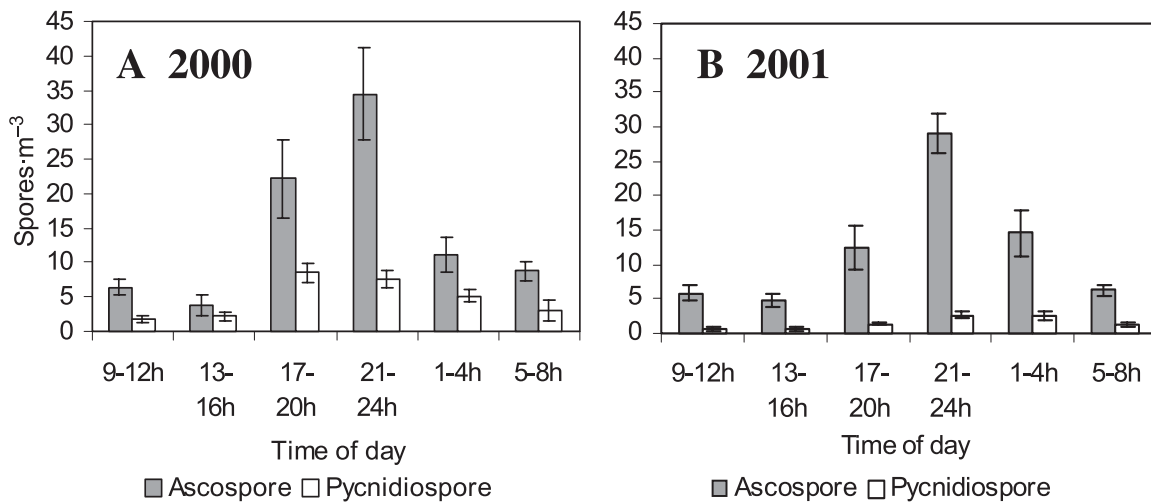 A 2000
Spores·m⁻³
45
40
35
30
25
20
15
10
5
0
9-12h
13-
16h
17-
20h
21-
24h
1-4h
5-8h
Time of day
Ascospore Pycnidiospore
B 2001
45
40
35
30
25
20
15
10
5
0
9-12h
13-
16h
17-
20h
21-
24h
1-4h
5-8h
Time of day
Ascospore Pycnidiospore